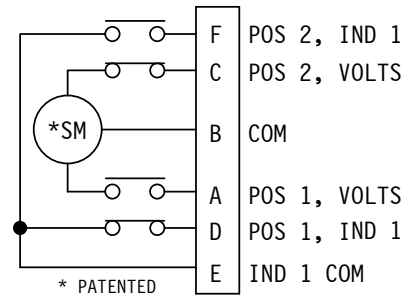 F POS 2, IND 1
C POS 2, VOLTS
*SM B COM
A POS 1, VOLTS
D POS 1, IND 1
E IND 1 COM
* PATENTED